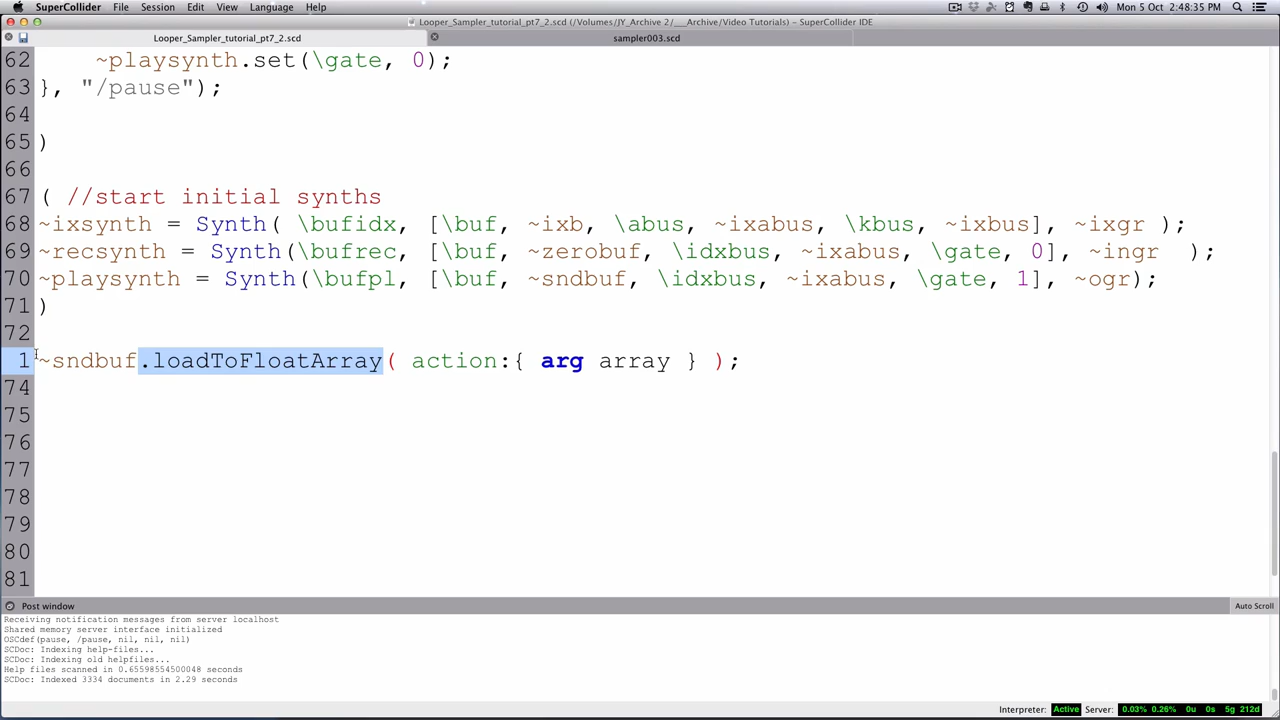 SuperCollider File Session Edit View Language Help Mon 5 Oct 2:48:35 PM
Looper_Sampler_tutorial_pt7_2.scd (/Volumes/JY_Archive 2/___Archive/Video Tutorials) – SuperCollider IDE
Looper_Sampler_tutorial_pt7_2.scd sampler003.scd
62 ~playsynth.set(\gate, 0);
63 }, "/pause");
64
65 )
66
67 ( //start initial synths
68 ~ixsynth = Synth( \bufidx, [\buf, ~ixb, \abus, ~ixabus, \kbus, ~ixbus], ~ixgr );
69 ~recsynth = Synth(\bufrec, [\buf, ~zerobuf, \idxbus, ~ixabus, \gate, 0], ~ingr );
70 ~playsynth = Synth(\bufpl, [\buf, ~sndbuf, \idxbus, ~ixabus, \gate, 1], ~ogr);
71 )
72
1 ~sndbuf.loadToFloatArray( action:{ arg array } );
74
75
76
77
78
79
80
81
Post window Auto Scroll
Receiving notification messages from server localhost
Shared memory server interface initialized
OSCdef(pause, /pause, nil, nil, nil)
SCDoc: Indexing help-files...
SCDoc: Indexing old helpfiles...
Help files scanned in 0.65598554500048 seconds
SCDoc: Indexed 3334 documents in 2.29 seconds
Interpreter: Active Server: 0.03% 0.26% 0u 0s 5g 212d